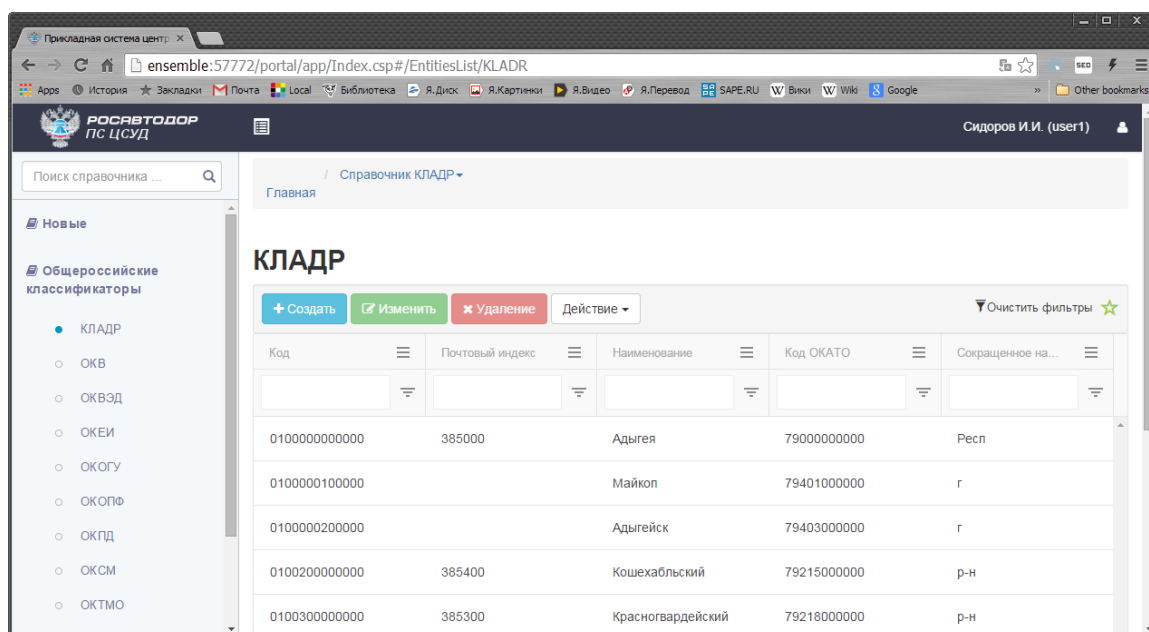 Прикладная система центр
ensemble:57772/portal/app/Index.csp#/EntitiesList/KLADR
Apps История Закладки Почта Local Библиотека Я.Диск Я.Картинки Я.Видео Я.Перевод SAPE.RU Вики Wiki Google » Other bookmarks
РОСАВТОДОР
ПС ЦСУД
Сидоров И.И. (user1)
Поиск справочника ...
/ Справочник КЛАДР
Главная
Новые
Общероссийские
классификаторы
КЛАДР
ОКВ
ОКВЭД
ОКЕИ
ОКОГУ
ОКОПФ
ОКПД
ОКСМ
ОКТМО
КЛАДР
Создать Изменить Удаление Действие Очистить фильтры
Код Почтовый индекс Наименование Код ОКАТО Сокращенное на...
0100000000000 385000 Адыгея 79000000000 Респ
0100000100000 Майкоп 79401000000 г
0100000200000 Адыгейск 79403000000 г
0100200000000 385400 Кошехабльский 79215000000 р-н
0100300000000 385300 Красногвардейский 79218000000 р-н